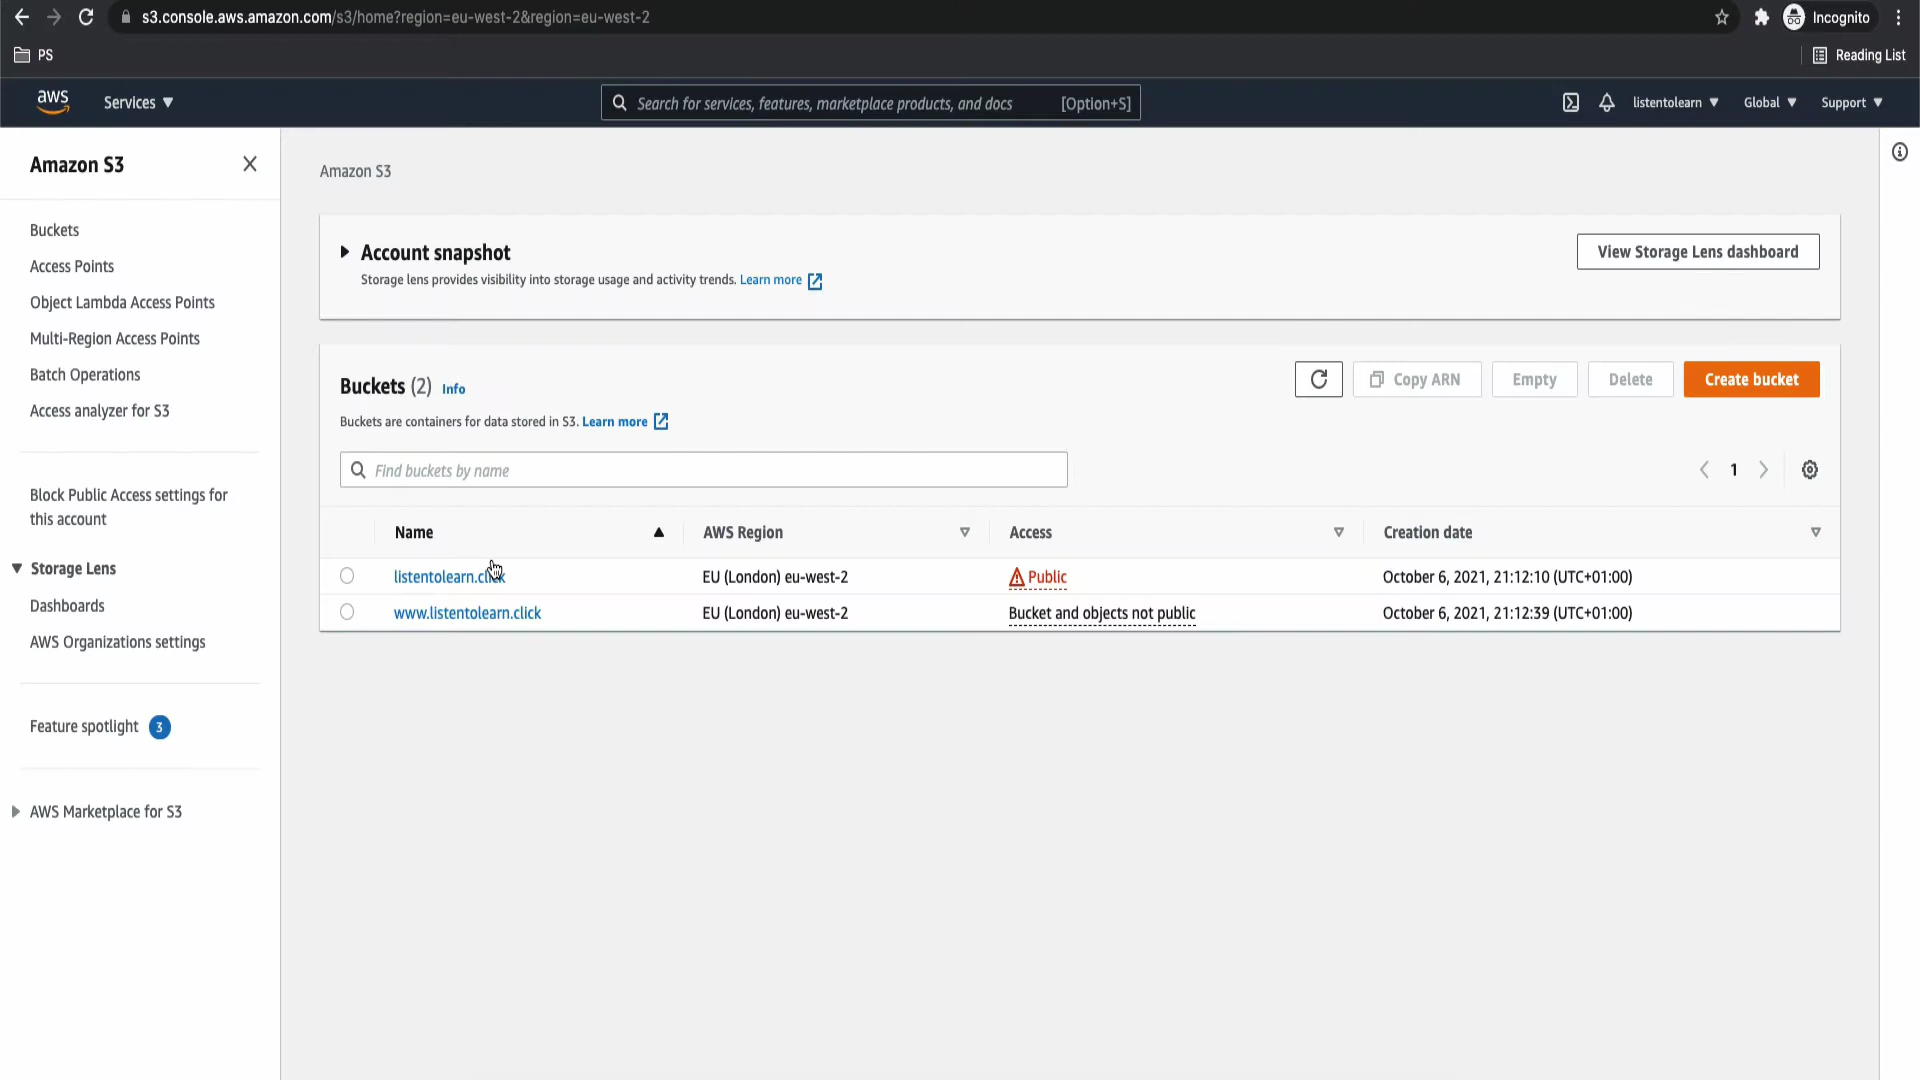 s3.console.aws.amazon.com/s3/home?region=eu-west-2&region=eu-west-2
Incognito
PS
Reading List
aws
Services
Search for services, features, marketplace products, and docs [Option+S]
listentolearn
Global
Support
Amazon S3
Buckets
Access Points
Object Lambda Access Points
Multi-Region Access Points
Batch Operations
Access analyzer for S3
Block Public Access settings for
this account
Storage Lens
Dashboards
AWS Organizations settings
Feature spotlight 3
AWS Marketplace for S3
Amazon S3
Account snapshot
View Storage Lens dashboard
Storage lens provides visibility into storage usage and activity trends. Learn more
Buckets (2) Info
Copy ARN
Empty
Delete
Create bucket
Buckets are containers for data stored in S3. Learn more
Find buckets by name
1
Name AWS Region Access Creation date
listentolearn.click EU (London) eu-west-2 Public October 6, 2021, 21:12:10 (UTC+01:00)
www.listentolearn.click EU (London) eu-west-2 Bucket and objects not public October 6, 2021, 21:12:39 (UTC+01:00)